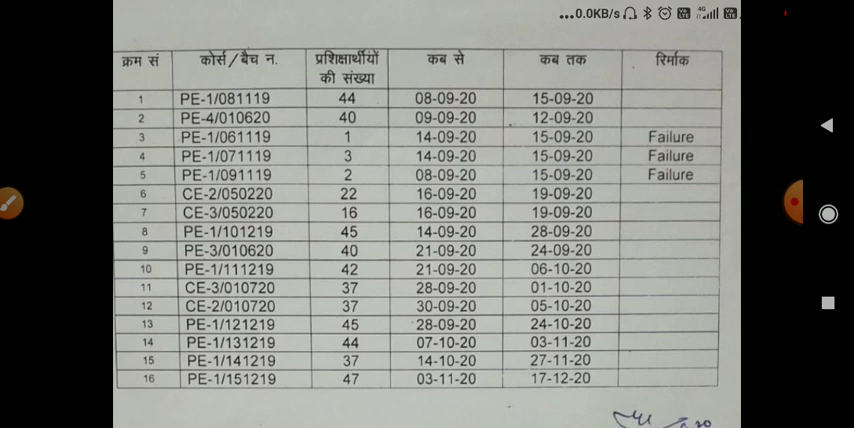 ...0.0KB/s 4G
क्रम सं कोर्स/बैच न. प्रशिक्षार्थीयों की संख्या कब से कब तक रिर्माक
1 PE-1/081119 44 08-09-20 15-09-20
2 PE-4/010620 40 09-09-20 12-09-20
3 PE-1/061119 1 14-09-20 15-09-20 Failure
4 PE-1/071119 3 14-09-20 15-09-20 Failure
5 PE-1/091119 2 08-09-20 15-09-20 Failure
6 CE-2/050220 22 16-09-20 19-09-20
7 CE-3/050220 16 16-09-20 19-09-20
8 PE-1/101219 45 14-09-20 28-09-20
9 PE-3/010620 40 21-09-20 24-09-20
10 PE-1/111219 42 21-09-20 06-10-20
11 CE-3/010720 37 28-09-20 01-10-20
12 CE-2/010720 37 30-09-20 05-10-20
13 PE-1/121219 45 28-09-20 24-10-20
14 PE-1/131219 44 07-10-20 03-11-20
15 PE-1/141219 37 14-10-20 27-11-20
16 PE-1/151219 47 03-11-20 17-12-20